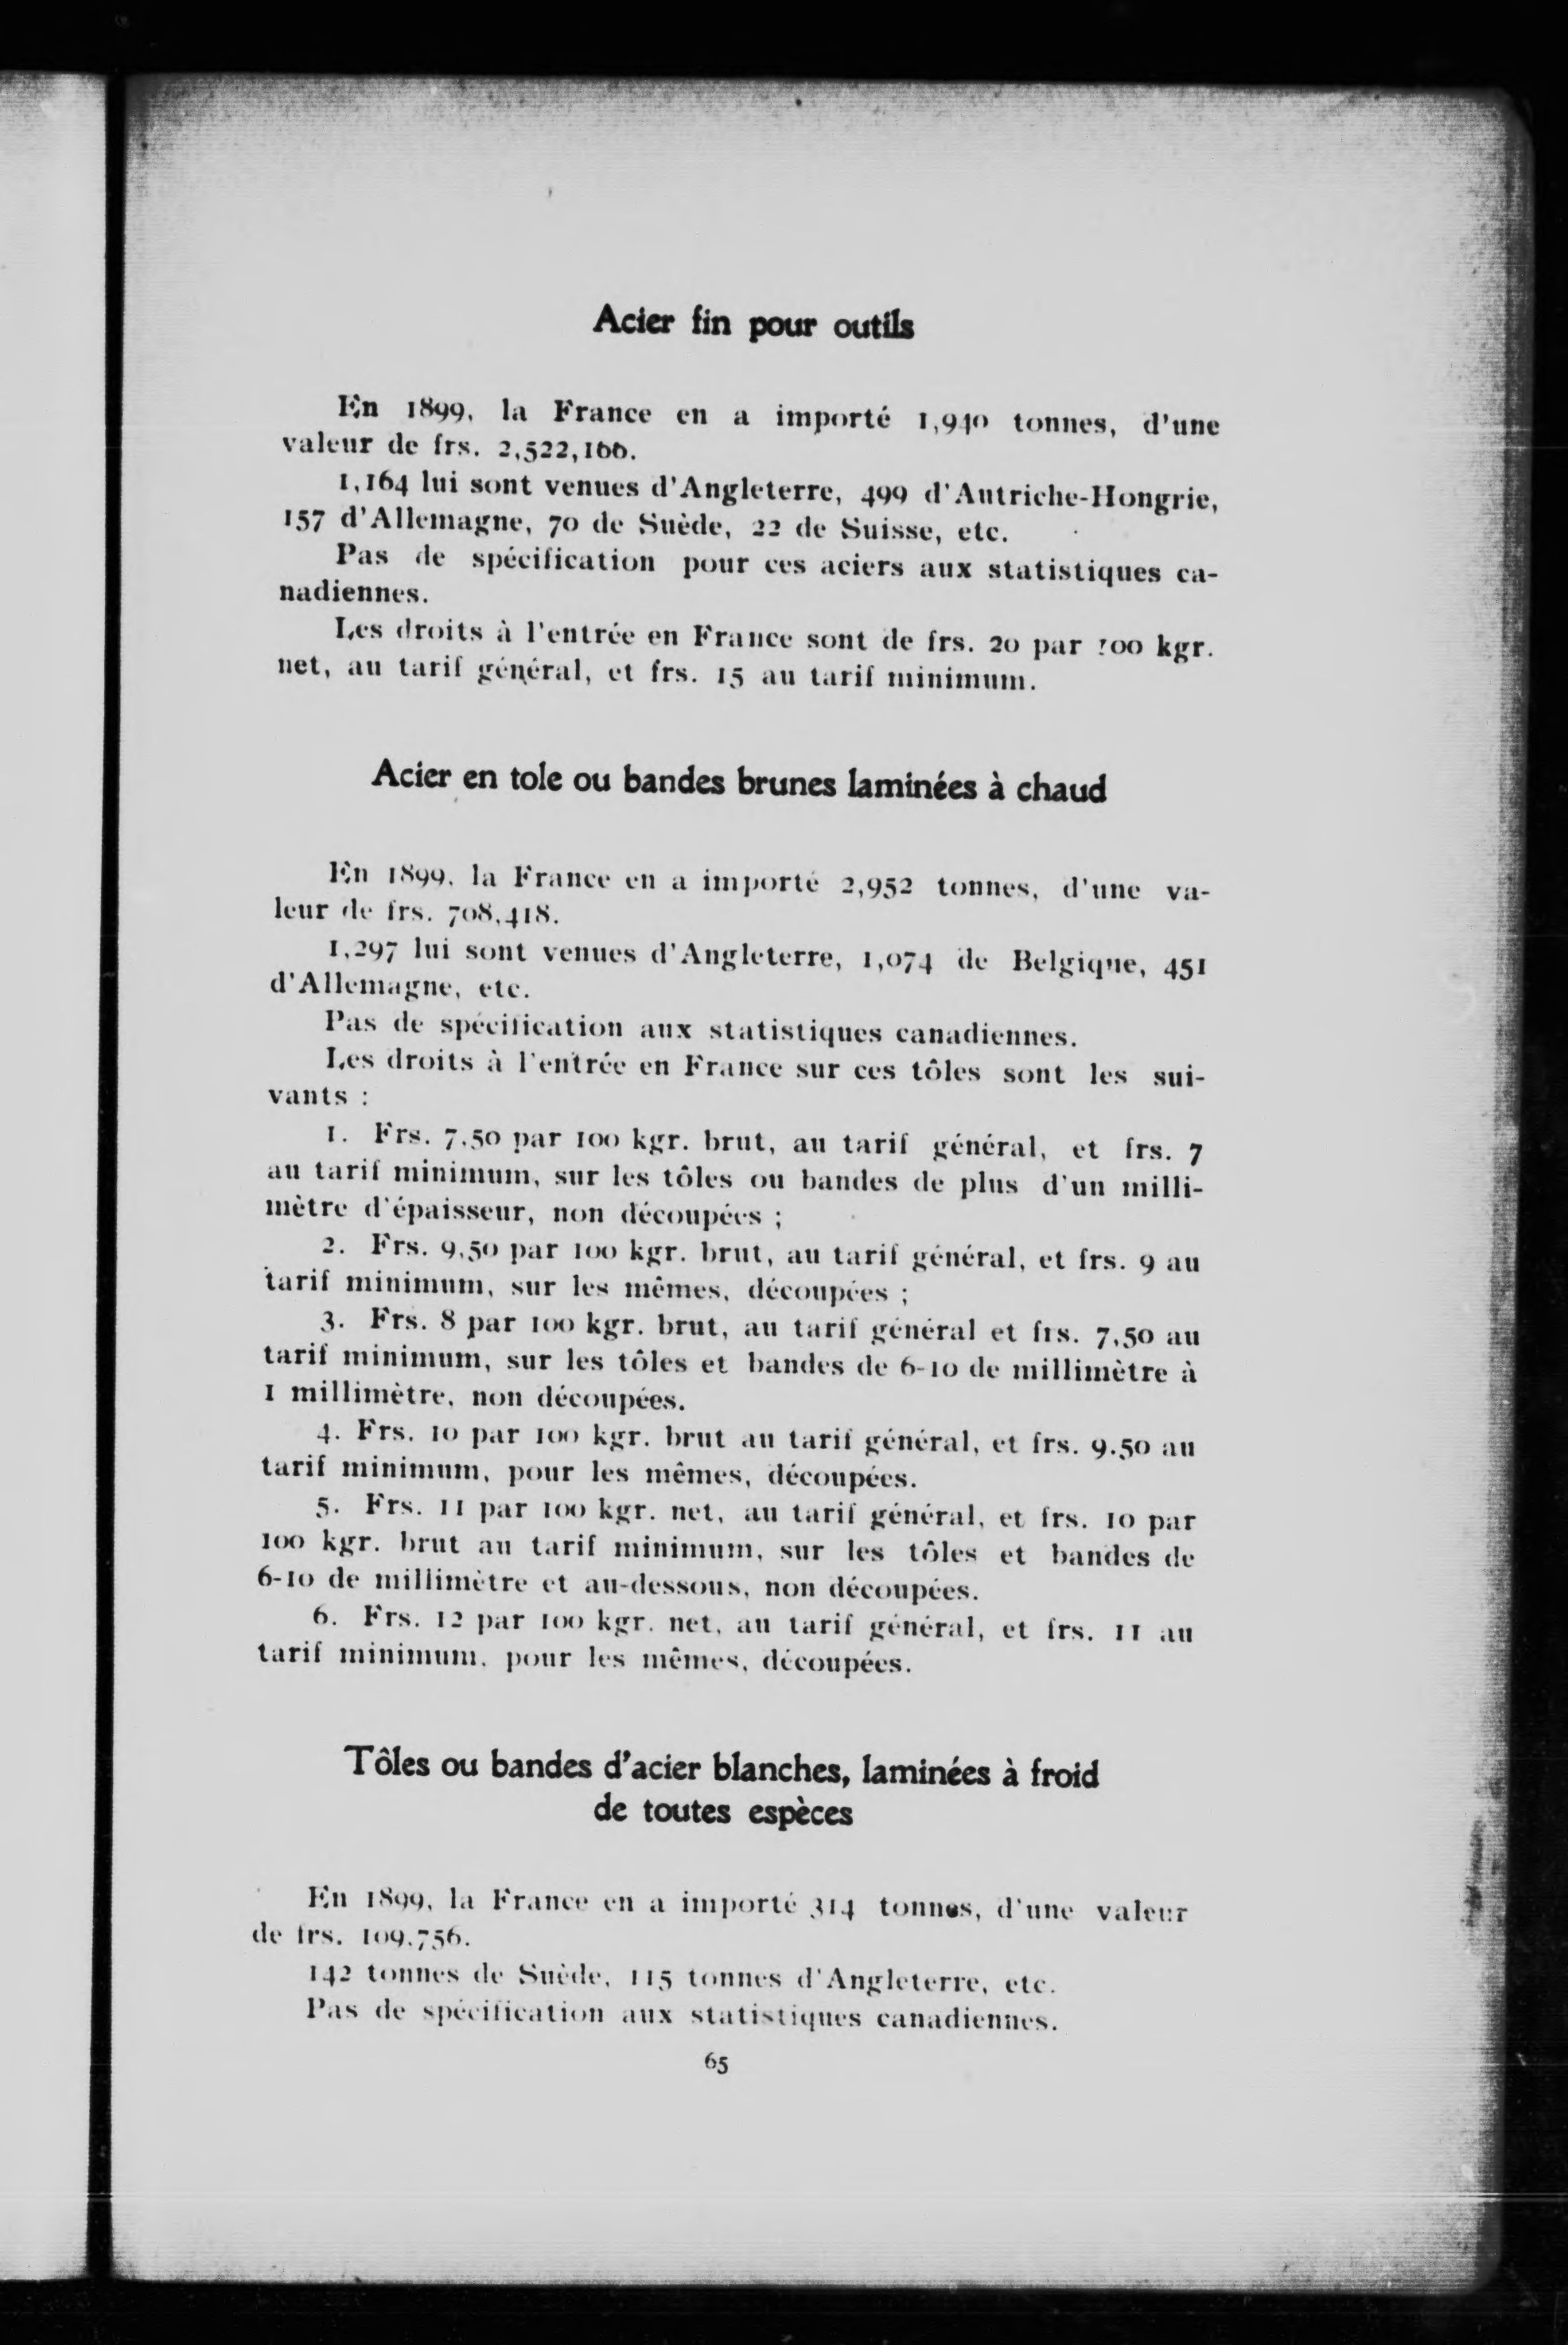 Acier fin pour outils
En 1899, la France en a importé 1,940 tonnes, d'une
valeur de frs. 2,522,166.
1,164 lui sont venues d'Angleterre, 499 d'Autriche-Hongrie,
157 d'Allemagne, 70 de Suède, 22 de Suisse, etc.
Pas de spécification pour ces aciers aux statistiques ca-
nadiennes.
Les droits à l'entrée en France sont de frs. 20 par 100 kgr.
net, au tarif général, et frs. 15 au tarif minimum.
Acier en tole ou bandes brunes laminées à chaud
En 1899, la France en a importé 2,952 tonnes, d'une va-
leur de frs. 708,418.
1,297 lui sont venues d'Angleterre, 1,074 de Belgique, 451
d'Allemagne, etc.
Pas de spécification aux statistiques canadiennes.
Les droits à l'entrée en France sur ces tôles sont les sui-
vants :
1. Frs. 7.50 par 100 kgr. brut, au tarif général, et frs. 7
au tarif minimum, sur les tôles ou bandes de plus d'un milli-
mètre d'épaisseur, non découpées ;
2. Frs. 9,50 par 100 kgr. brut, au tarif général, et frs. 9 au
tarif minimum, sur les mêmes, découpées ;
3. Frs. 8 par 100 kgr. brut, au tarif général et frs. 7,50 au
tarif minimum, sur les tôles et bandes de 6-10 de millimètre à
1 millimètre, non découpées.
4. Frs. 10 par 100 kgr. brut au tarif général, et frs. 9.50 au
tarif minimum, pour les mêmes, découpées.
5. Frs. 11 par 100 kgr. net, au tarif général, et frs. 10 par
100 kgr. brut au tarif minimum, sur les tôles et bandes de
6-10 de millimètre et au-dessous, non découpées.
6. Frs. 12 par 100 kgr. net, au tarif général, et frs. 11 au
tarif minimum, pour les mêmes, découpées.
Tôles ou bandes d'acier blanches, laminées à froid
de toutes espèces
En 1899, la France en a importé 314 tonnes, d'une valeur
de frs. 109,756.
142 tonnes de Suède, 115 tonnes d'Angleterre, etc.
Pas de spécification aux statistiques canadiennes.
65